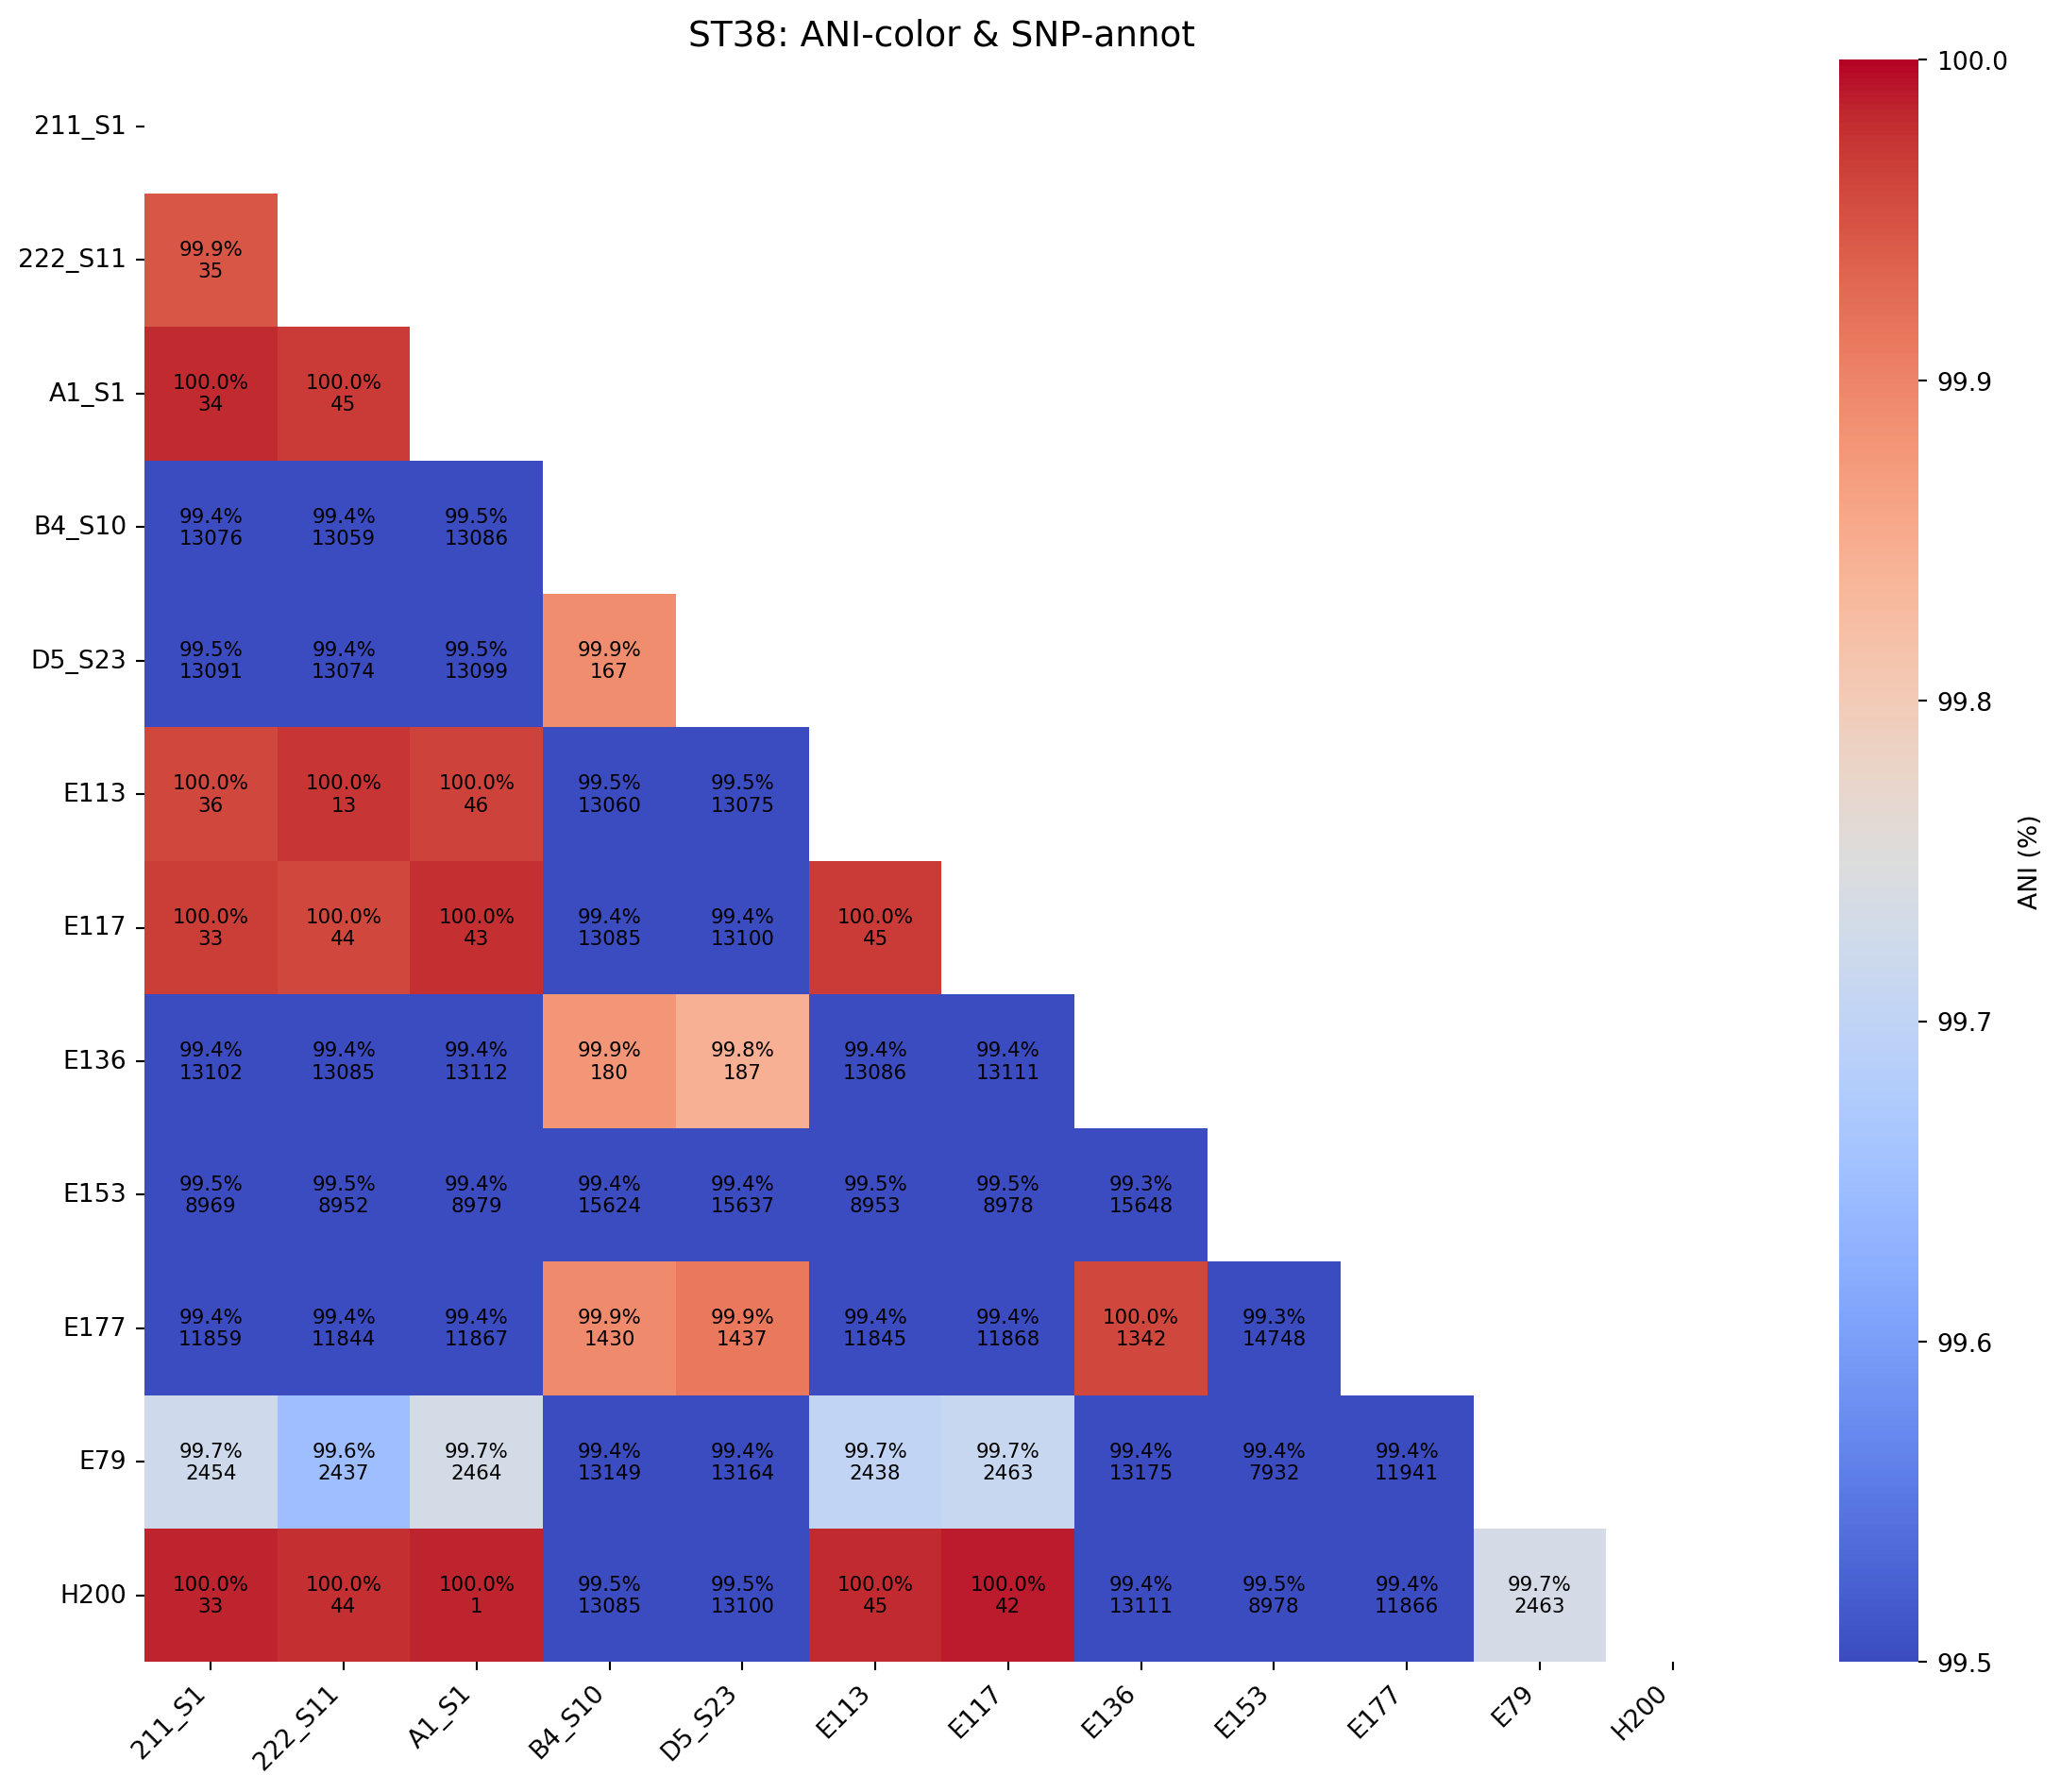 ST38: ANI-color & SNP-annot
211_S1
222_S11
99.9%
35
A1_S1
100.0% 100.0%
34 45
B4_S10
99.4% 99.4% 99.5%
13076 13059 13086
D5_S23
99.5% 99.4% 99.5% 99.9%
13091 13074 13099 167
E113
100.0% 100.0% 100.0% 99.5% 99.5%
36 13 46 13060 13075
E117
100.0% 100.0% 100.0% 99.4% 99.4% 100.0%
33 44 43 13085 13100 45
E136
99.4% 99.4% 99.4% 99.9% 99.8% 99.4% 99.4%
13102 13085 13112 180 187 13086 13111
E153
99.5% 99.5% 99.4% 99.4% 99.4% 99.5% 99.5% 99.3%
8969 8952 8979 15624 15637 8953 8978 15648
E177
99.4% 99.4% 99.4% 99.9% 99.9% 99.4% 99.4% 100.0% 99.3%
11859 11844 11867 1430 1437 11845 11868 1342 14748
E79
99.7% 99.6% 99.7% 99.4% 99.4% 99.7% 99.7% 99.4% 99.4% 99.4%
2454 2437 2464 13149 13164 2438 2463 13175 7932 11941
H200
100.0% 100.0% 100.0% 99.5% 99.5% 100.0% 100.0% 99.4% 99.5% 99.4% 99.7%
33 44 1 13085 13100 45 42 13111 8978 11866 2463
211_S1 222_S11 A1_S1 B4_S10 D5_S23 E113 E117 E136 E153 E177 E79 H200
100.0
99.9
99.8
99.7
99.6
99.5
ANI (%)